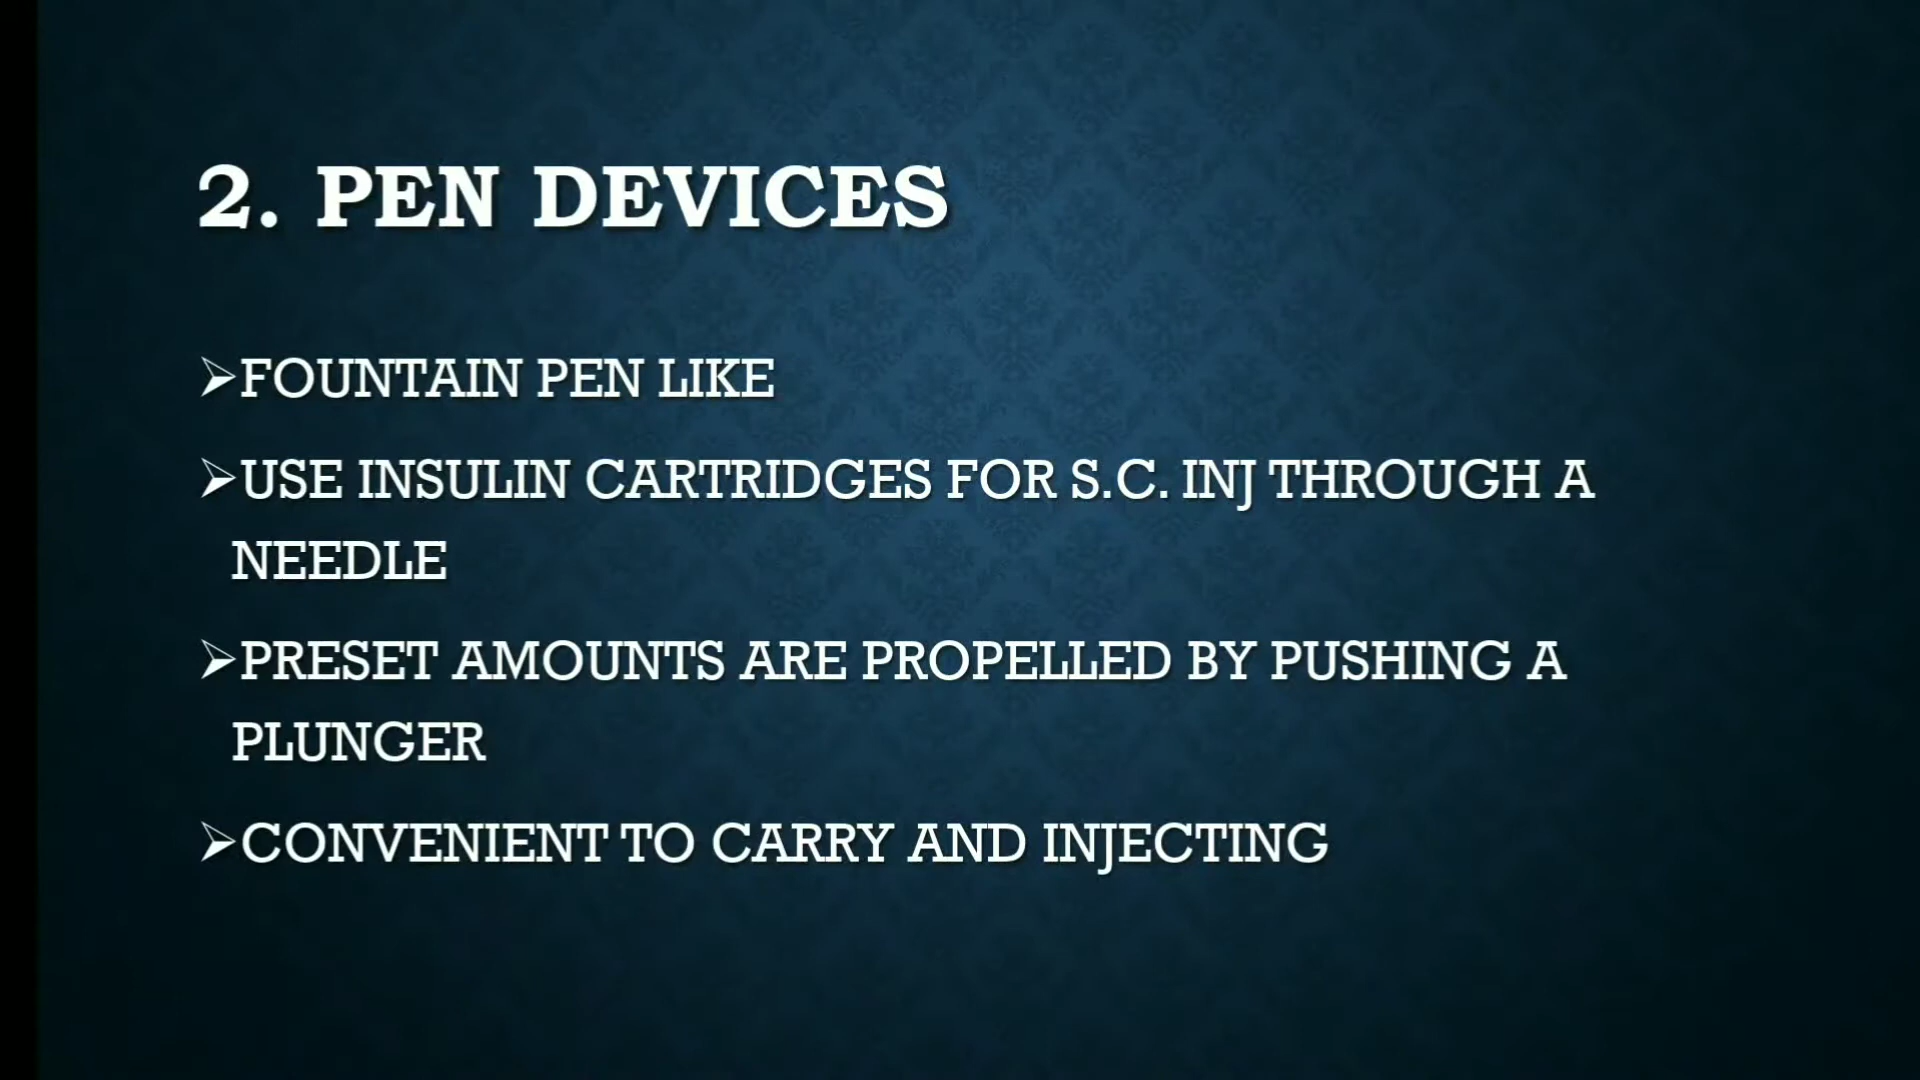 2. PEN DEVICES
➢FOUNTAIN PEN LIKE
➢USE INSULIN CARTRIDGES FOR S.C. INJ THROUGH A
NEEDLE
➢PRESET AMOUNTS ARE PROPELLED BY PUSHING A
PLUNGER
➢CONVENIENT TO CARRY AND INJECTING